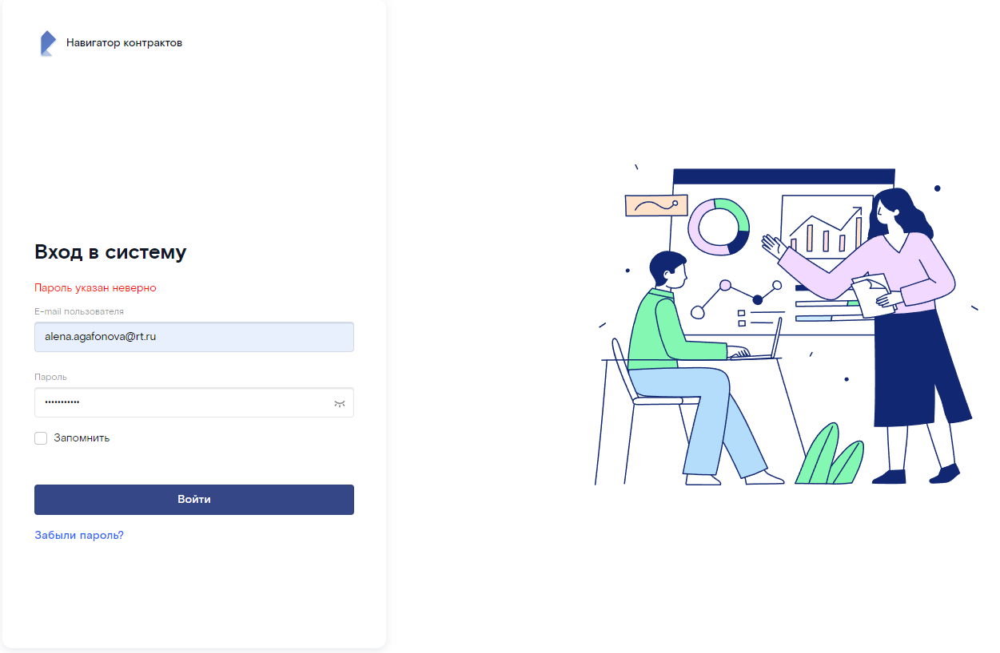 Навигатор контрактов
Вход в систему
Пароль указан неверно
E-mail пользователя
alena.agafonova@rt.ru
Пароль
•••••••••••
Запомнить
Войти
Забыли пароль?